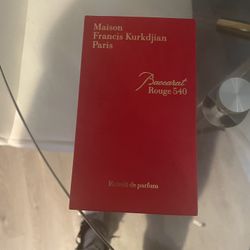 Maison
Francis Kurkdjian
Paris
Baccarat
Rouge 540
Extrait de parfum